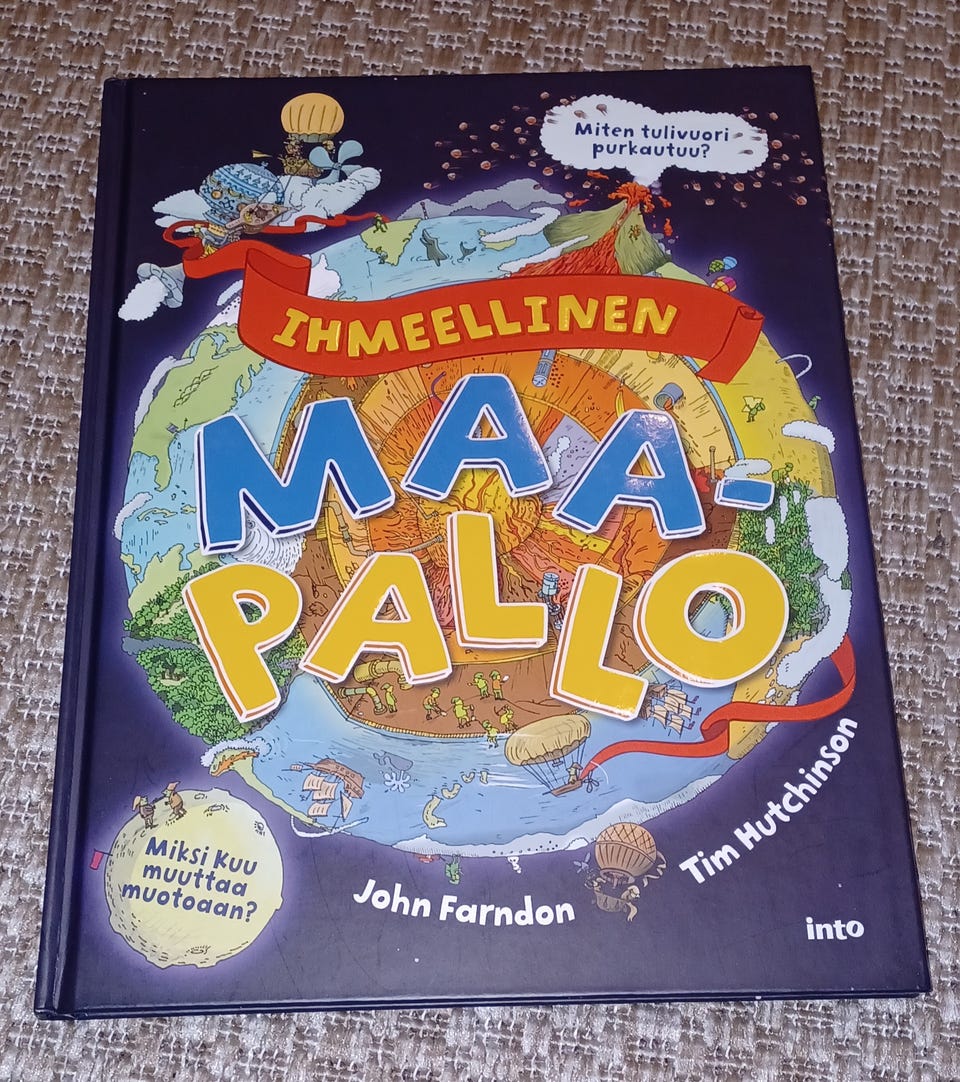 Miten tulivuori
purkautuu?
IHMEELLINEN
MAA-
PALLO
Miksi Kuu
muuttaa
muotoaan?
John Farndon
Tim Hutchinson
into